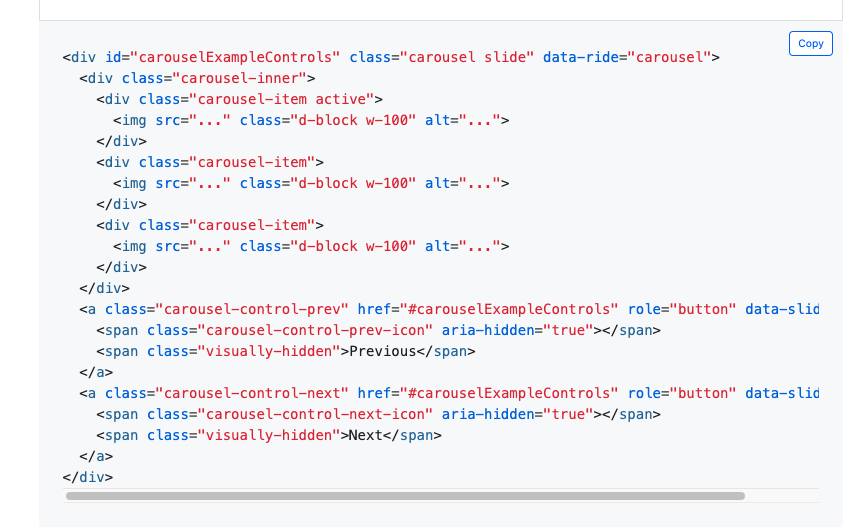 Copy
<div id="carouselExampleControls" class="carousel slide" data-ride="carousel">
  <div class="carousel-inner">
    <div class="carousel-item active">
      <img src="..." class="d-block w-100" alt="...">
    </div>
    <div class="carousel-item">
      <img src="..." class="d-block w-100" alt="...">
    </div>
    <div class="carousel-item">
      <img src="..." class="d-block w-100" alt="...">
    </div>
  </div>
  <a class="carousel-control-prev" href="#carouselExampleControls" role="button" data-slid
    <span class="carousel-control-prev-icon" aria-hidden="true"></span>
    <span class="visually-hidden">Previous</span>
  </a>
  <a class="carousel-control-next" href="#carouselExampleControls" role="button" data-slid
    <span class="carousel-control-next-icon" aria-hidden="true"></span>
    <span class="visually-hidden">Next</span>
  </a>
</div>